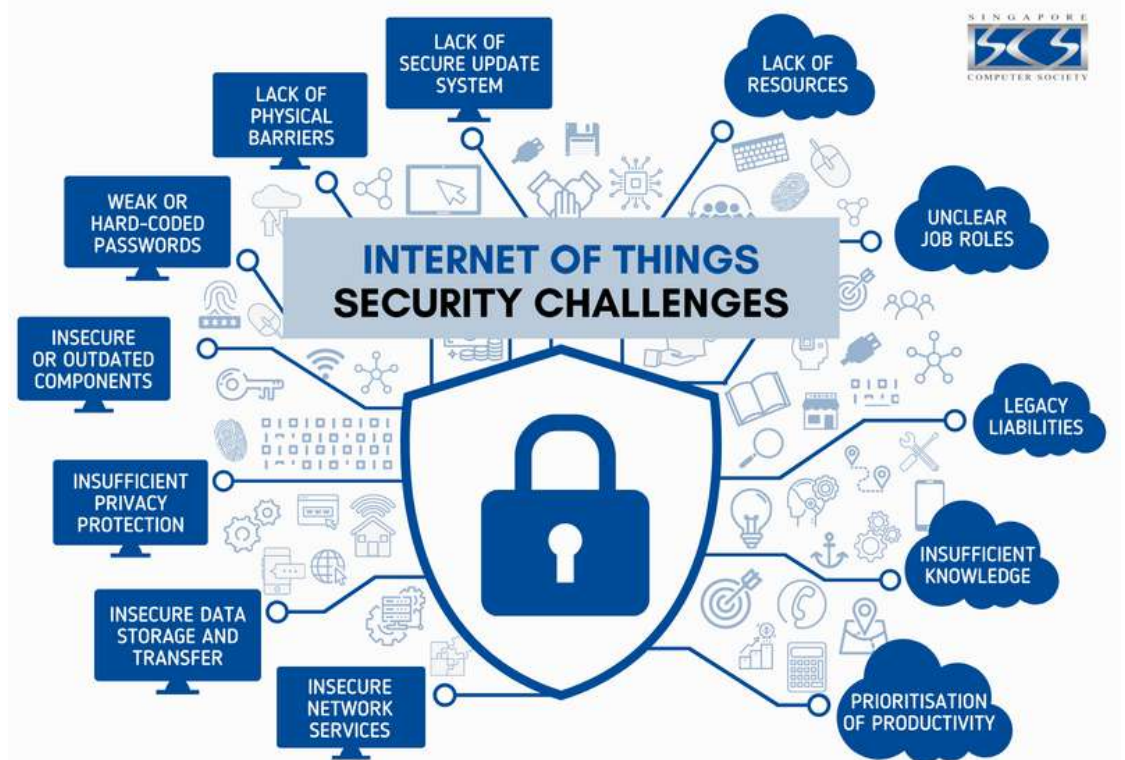 SINGAPORE
SCS
COMPUTER SOCIETY
LACK OF
SECURE UPDATE
SYSTEM
LACK OF
RESOURCES
LACK OF
PHYSICAL
BARRIERS
WEAK OR
HARD-CODED
PASSWORDS
UNCLEAR
JOB ROLES
INTERNET OF THINGS
SECURITY CHALLENGES
INSECURE
OR OUTDATED
COMPONENTS
LEGACY
LIABILITIES
INSUFFICIENT
PRIVACY
PROTECTION
INSUFFICIENT
KNOWLEDGE
INSECURE DATA
STORAGE AND
TRANSFER
INSECURE
NETWORK
SERVICES
PRIORITISATION
OF PRODUCTIVITY